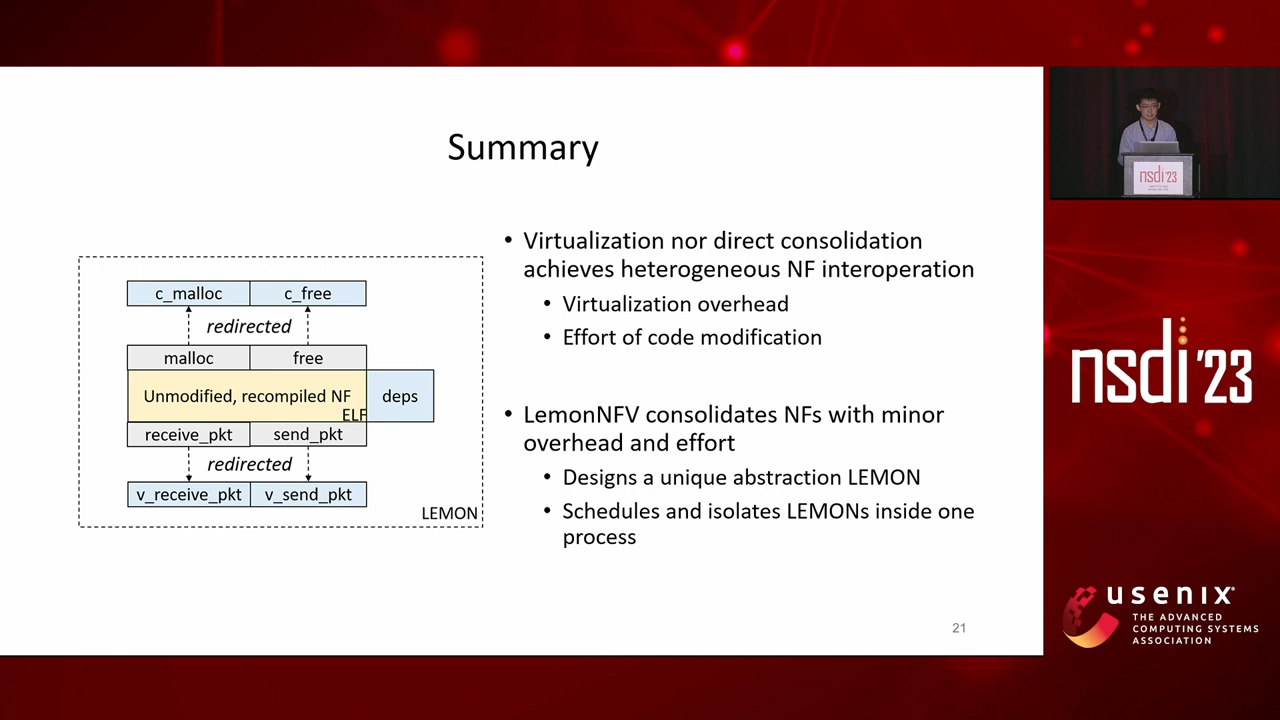 Summary
c_malloc c_free
redirected
malloc free
Unmodified, recompiled NF
ELF
deps
receive_pkt send_pkt
redirected
v_receive_pkt v_send_pkt
LEMON
• Virtualization nor direct consolidation
achieves heterogeneous NF interoperation
• Virtualization overhead
• Effort of code modification
• LemonNFV consolidates NFs with minor
overhead and effort
• Designs a unique abstraction LEMON
• Schedules and isolates LEMONs inside one
process
21
nsdi '23
nsdi '23
usenix
THE ADVANCED
COMPUTING SYSTEMS
ASSOCIATION